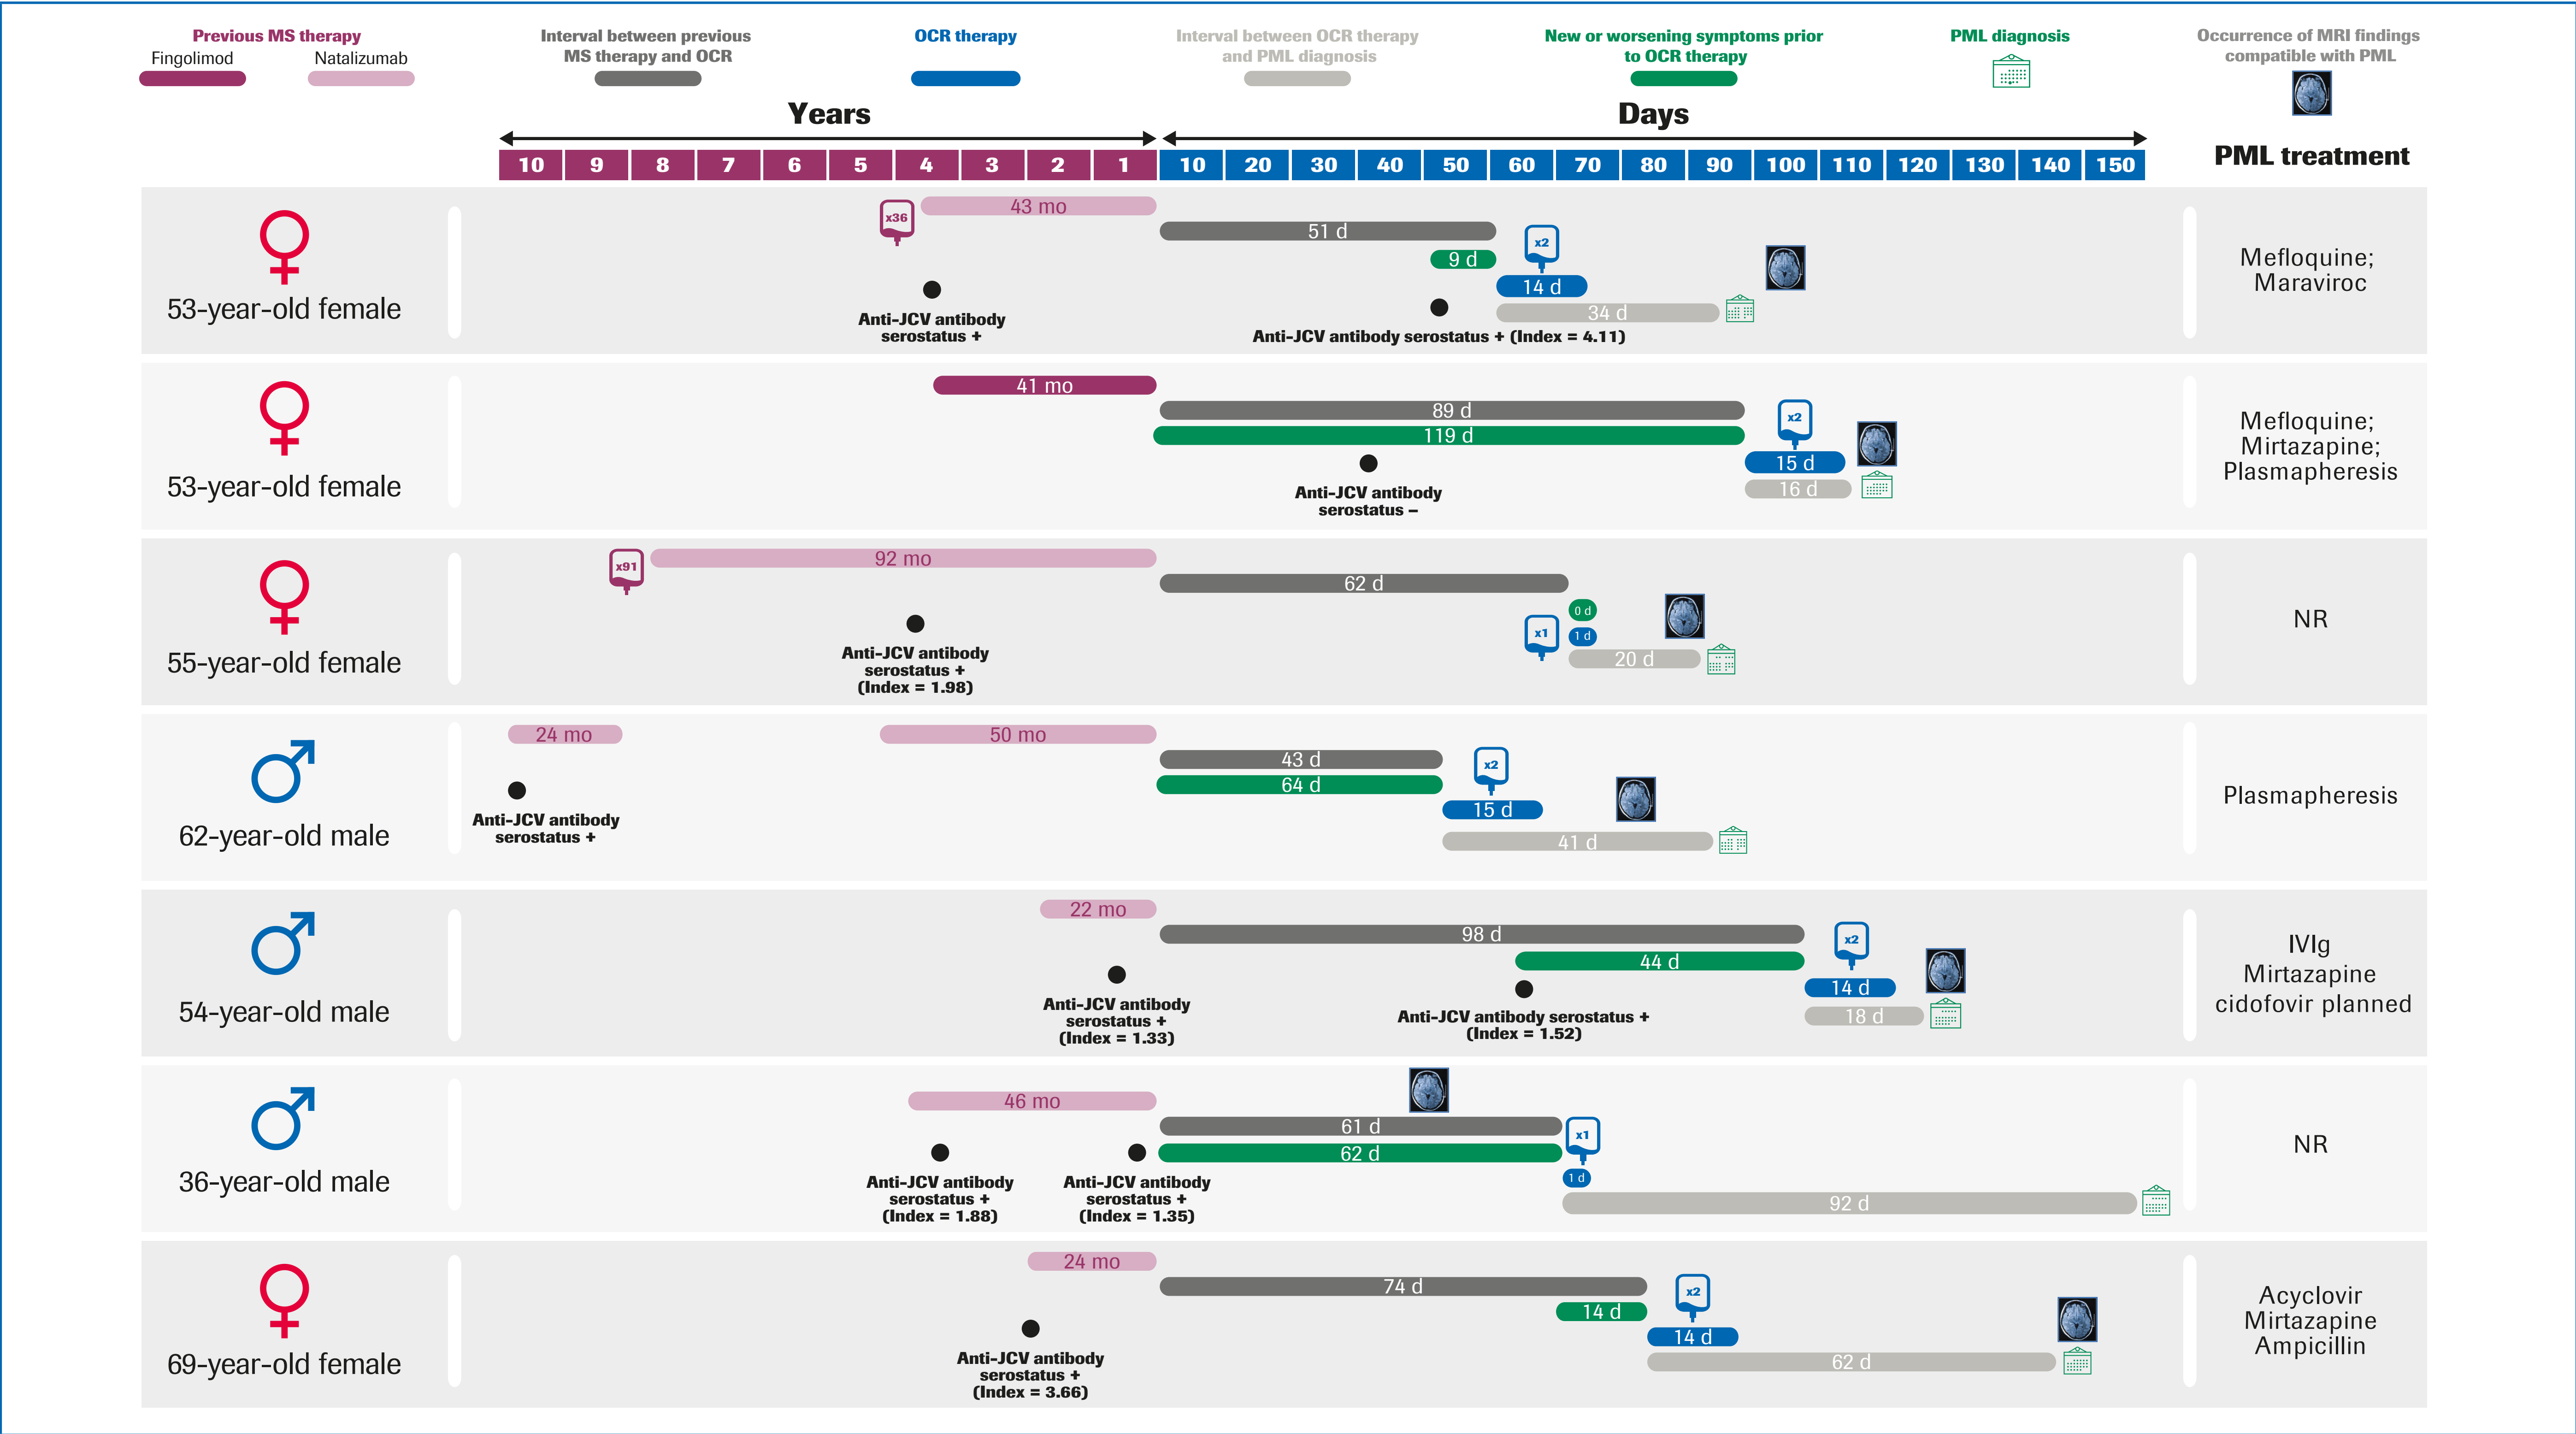 Previous MS therapy
Fingolimod
Natalizumab
Interval between previous
MS therapy and OCR
OCR therapy
Interval between OCR therapy
and PML diagnosis
New or worsening symptoms prior
to OCR therapy
PML diagnosis
Occurrence of MRI findings
compatible with PML
Years
Days
PML treatment
10 9 8 7 6 5 4 3 2 1 10 20 30 40 50 60 70 80 90 100 110 120 130 140 150
53-year-old female
x36
43 mo
51 d
9 d
x2
14 d
34 d
Anti-JCV antibody
serostatus +
Anti-JCV antibody serostatus + (Index = 4.11)
Mefloquine;
Maraviroc
53-year-old female
41 mo
89 d
119 d
x2
15 d
16 d
Anti-JCV antibody
serostatus –
Mefloquine;
Mirtazapine;
Plasmapheresis
55-year-old female
x91
92 mo
62 d
0 d
x1
1 d
20 d
Anti-JCV antibody
serostatus +
(Index = 1.98)
NR
62-year-old male
24 mo
50 mo
43 d
64 d
x2
15 d
41 d
Anti-JCV antibody
serostatus +
Plasmapheresis
54-year-old male
22 mo
98 d
44 d
x2
14 d
18 d
Anti-JCV antibody
serostatus +
(Index = 1.33)
Anti-JCV antibody serostatus +
(Index = 1.52)
IVIg
Mirtazapine
cidofovir planned
36-year-old male
46 mo
61 d
62 d
x1
1 d
92 d
Anti-JCV antibody
serostatus +
(Index = 1.88)
Anti-JCV antibody
serostatus +
(Index = 1.35)
NR
69-year-old female
24 mo
74 d
14 d
x2
14 d
62 d
Anti-JCV antibody
serostatus +
(Index = 3.66)
Acyclovir
Mirtazapine
Ampicillin